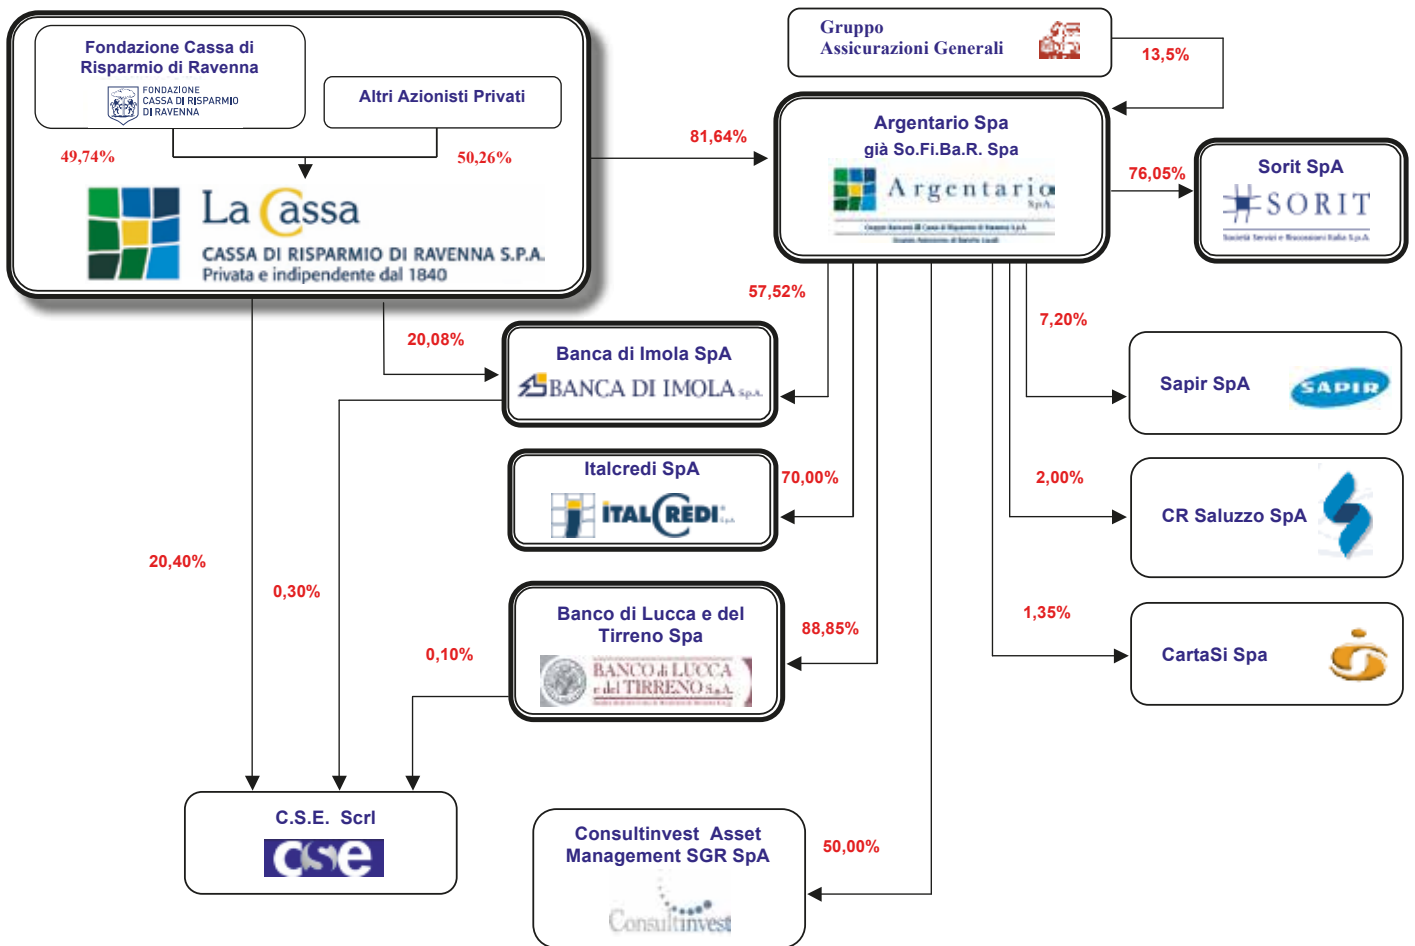 Fondazione Cassa di
Risparmio di Ravenna
FONDAZIONE
CASSA DI RISPARMIO
DI RAVENNA
Altri Azionisti Privati
49,74%
50,26%
La Cassa
CASSA DI RISPARMIO DI RAVENNA S.P.A.
Privata e indipendente dal 1840
Gruppo
Assicurazioni Generali
13,5%
81,64%
Argentario Spa
già So.Fi.Ba.R. Spa
Argentario
SpA.
76,05%
Sorit SpA
SORIT
Società Servizi e Riscossioni Italia S.p.A.
57,52%
7,20%
20,08%
Banca di Imola SpA
BANCA DI IMOLA S.p.A.
Sapir SpA
SAPIR
Italcredi SpA
ITALCREDI
70,00%
2,00%
CR Saluzzo SpA
20,40%
0,30%
Banco di Lucca e del
Tirreno Spa
BANCO di LUCCA
e del TIRRENO S.p.A.
88,85%
1,35%
CartaSi Spa
0,10%
C.S.E. Scrl
cse
Consultinvest Asset
Management SGR SpA
Consultinvest
50,00%